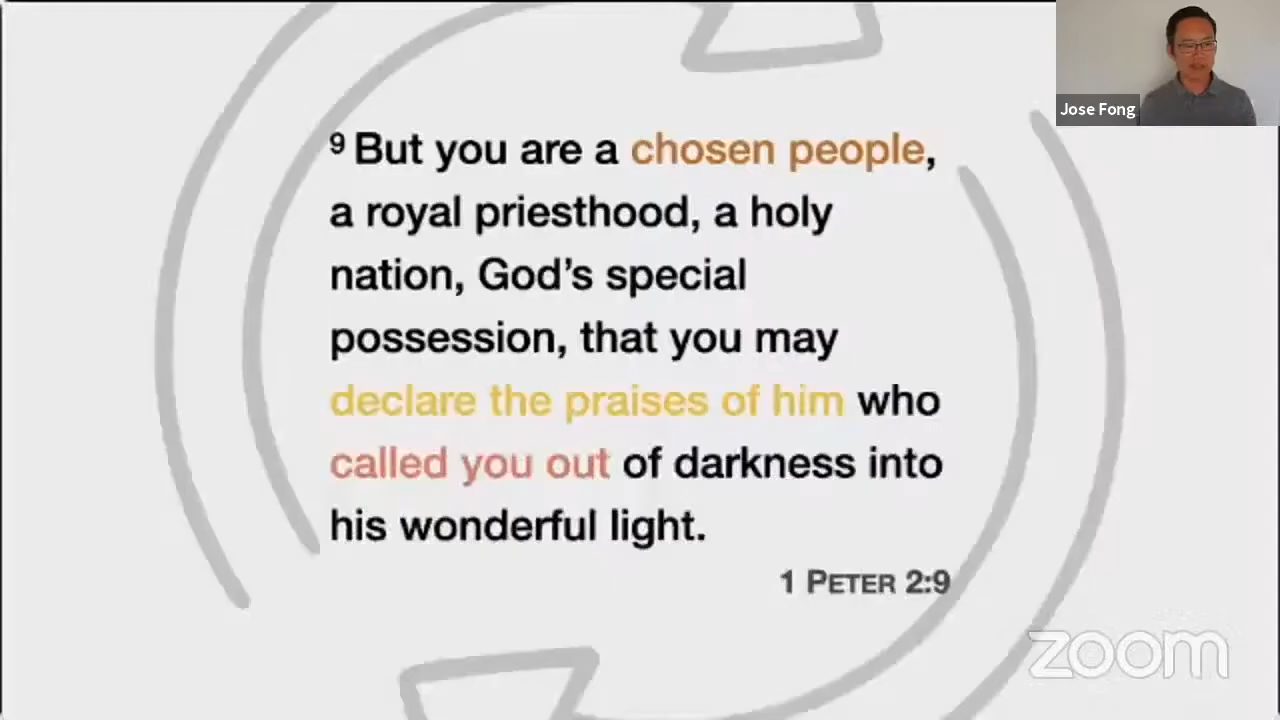 Jose Fong
⁹ But you are a chosen people,
a royal priesthood, a holy
nation, God’s special
possession, that you may
declare the praises of him who
called you out of darkness into
his wonderful light.
1 PETER 2:9
zoom